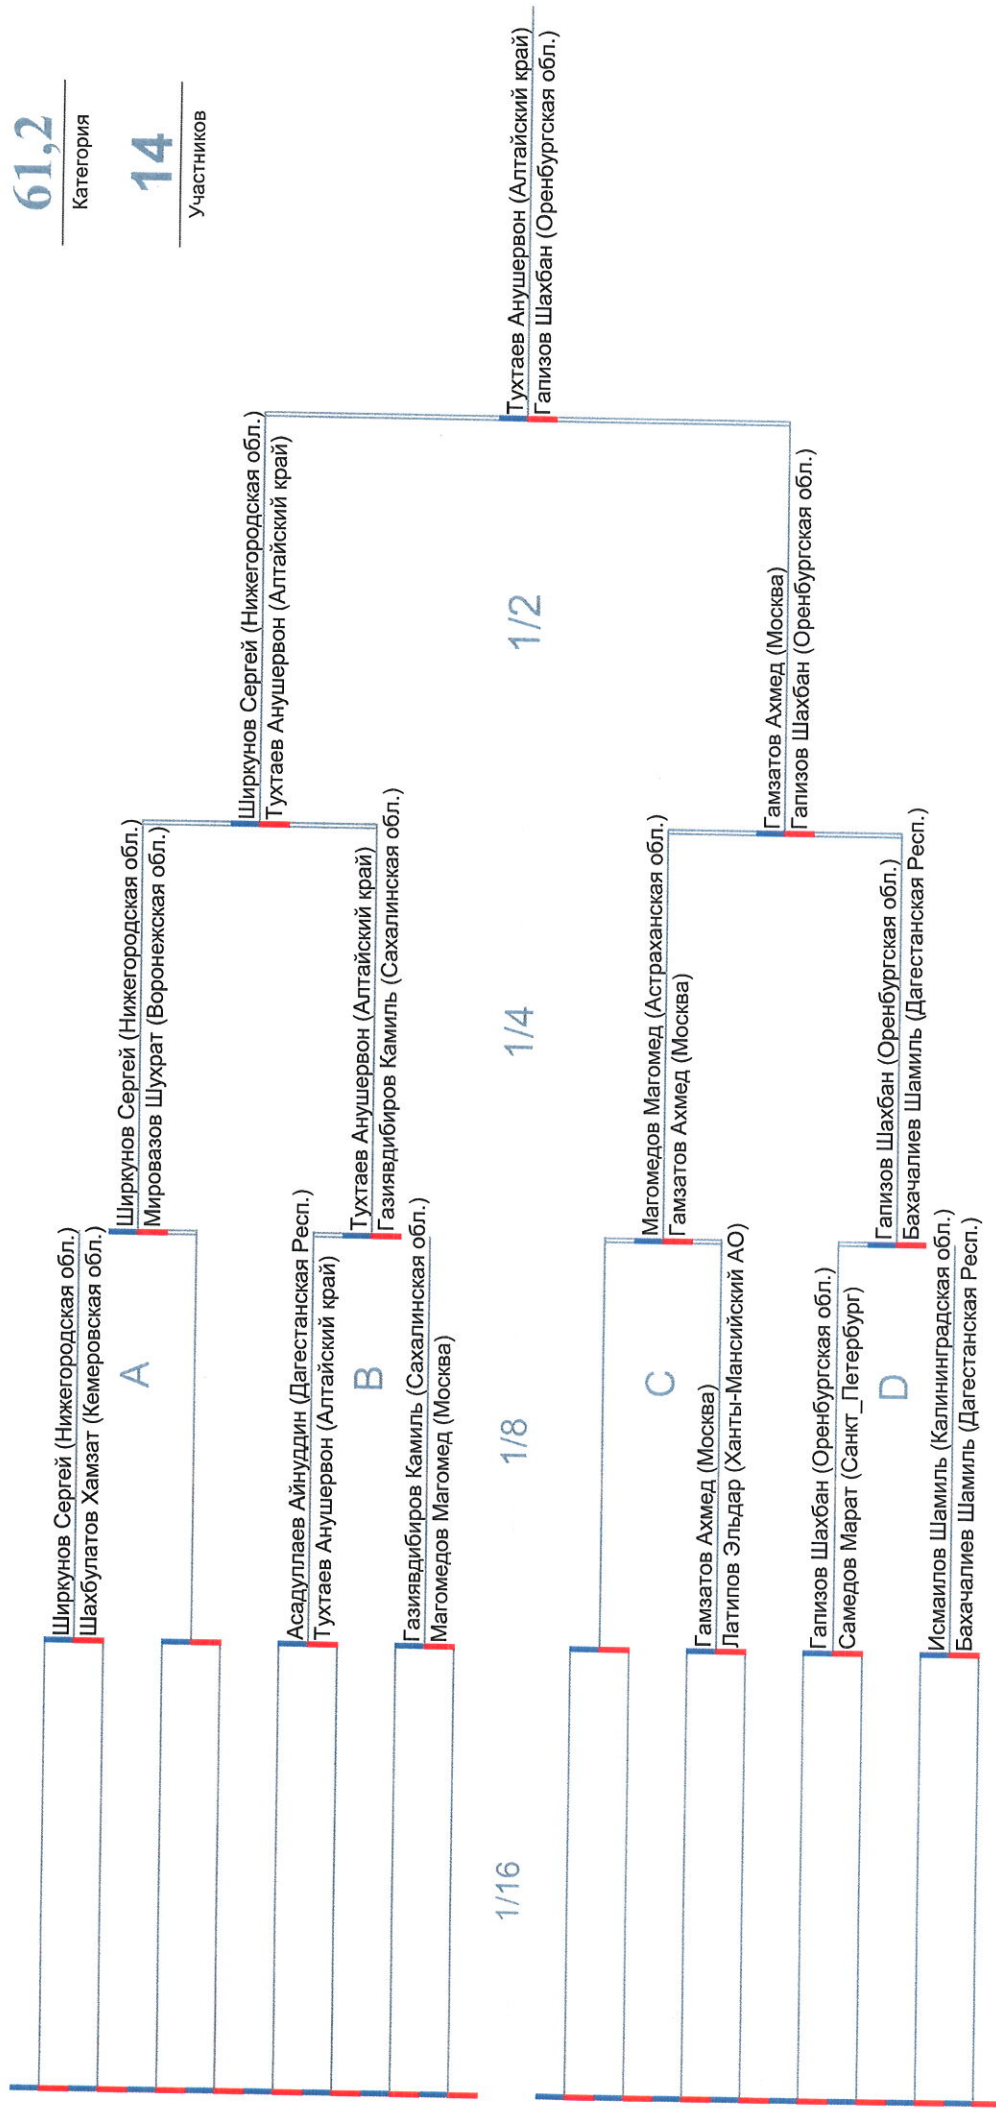 61,2
Категория
14
Участников
Ширкунов Сергей (Нижегородская обл.)
Шахбулатов Хамзат (Кемеровская обл.)
A
Асадуллаев Айнуддин (Дагестанская Респ.)
Тухтаев Анушервон (Алтайский край)
B
Газиявдибиров Камиль (Сахалинская обл.)
Магомедов Магомед (Москва)
1/16
1/8
1/4
1/2
C
Гамзатов Ахмед (Москва)
Латипов Эльдар (Ханты-Мансийский АО)
Гапизов Шахбан (Оренбургская обл.)
Самедов Марат (Санкт_Петербург)
D
Исмаилов Шамиль (Калининградская обл.)
Бахачалиев Шамиль (Дагестанская Респ.)
Ширкунов Сергей (Нижегородская обл.)
Мировазов Шухрат (Воронежская обл.)
Тухтаев Анушервон (Алтайский край)
Газиявдибиров Камиль (Сахалинская обл.)
Магомедов Магомед (Астраханская обл.)
Гамзатов Ахмед (Москва)
Гапизов Шахбан (Оренбургская обл.)
Бахачалиев Шамиль (Дагестанская Респ.)
Ширкунов Сергей (Нижегородская обл.)
Тухтаев Анушервон (Алтайский край)
Гамзатов Ахмед (Москва)
Гапизов Шахбан (Оренбургская обл.)
Тухтаев Анушервон (Алтайский край)
Гапизов Шахбан (Оренбургская обл.)